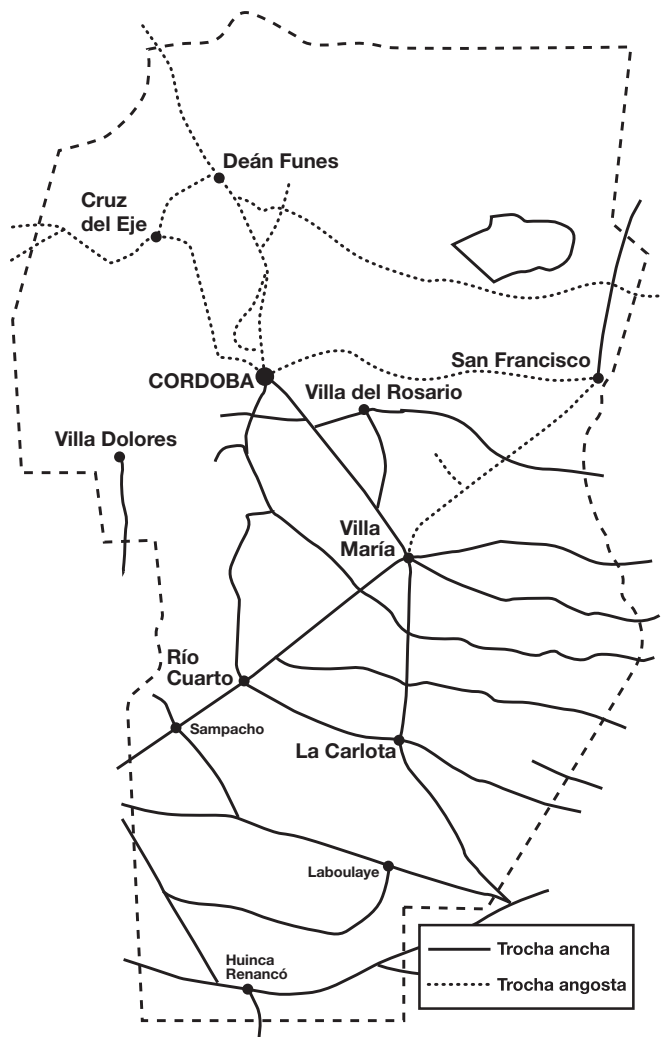 Deán Funes
Cruz
del Eje
San Francisco
CORDOBA
Villa del Rosario
Villa Dolores
Villa
María
Río
Cuarto
Sampacho
La Carlota
Laboulaye
Huinca
Renancó
Trocha ancha
Trocha angosta